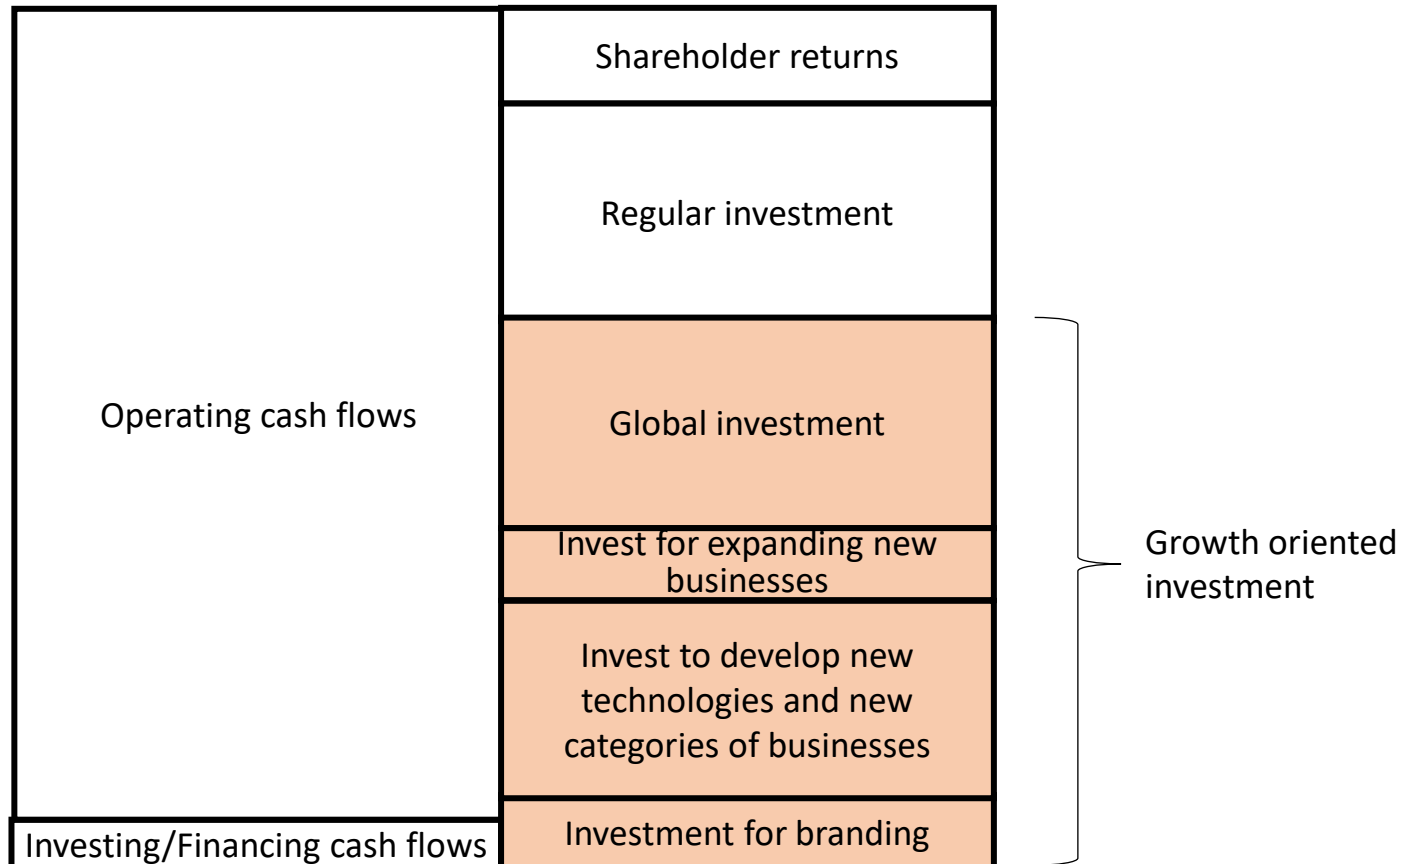 Shareholder returns
Regular investment
Operating cash flows
Global investment
Invest for expanding new
businesses
Growth oriented
investment
Invest to develop new
technologies and new
categories of businesses
Investment for branding
Investing/Financing cash flows